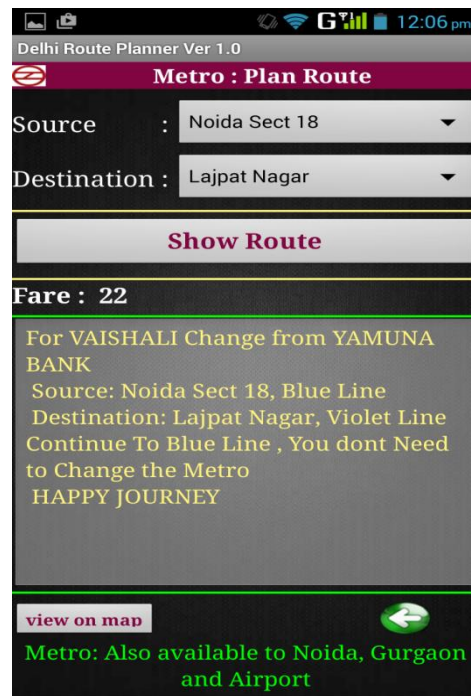 G 12:06 pm
Delhi Route Planner Ver 1.0
Metro : Plan Route
Source : Noida Sect 18
Destination : Lajpat Nagar
Show Route
Fare : 22
For VAISHALI Change from YAMUNA
BANK
Source: Noida Sect 18, Blue Line
Destination: Lajpat Nagar, Violet Line
Continue To Blue Line , You dont Need
to Change the Metro
HAPPY JOURNEY
view on map
Metro: Also available to Noida, Gurgaon
and Airport